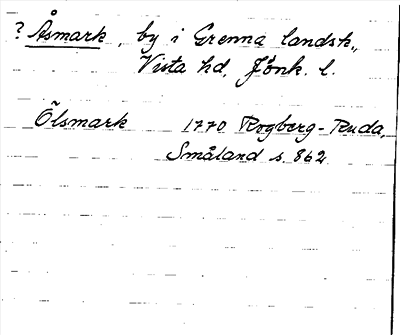 ? Åsmark, by i Grenna landsk.,
Vista hd, Jönk. l.
Ölsmark 1770 Rogberg-Ruda,
Småland s. 862